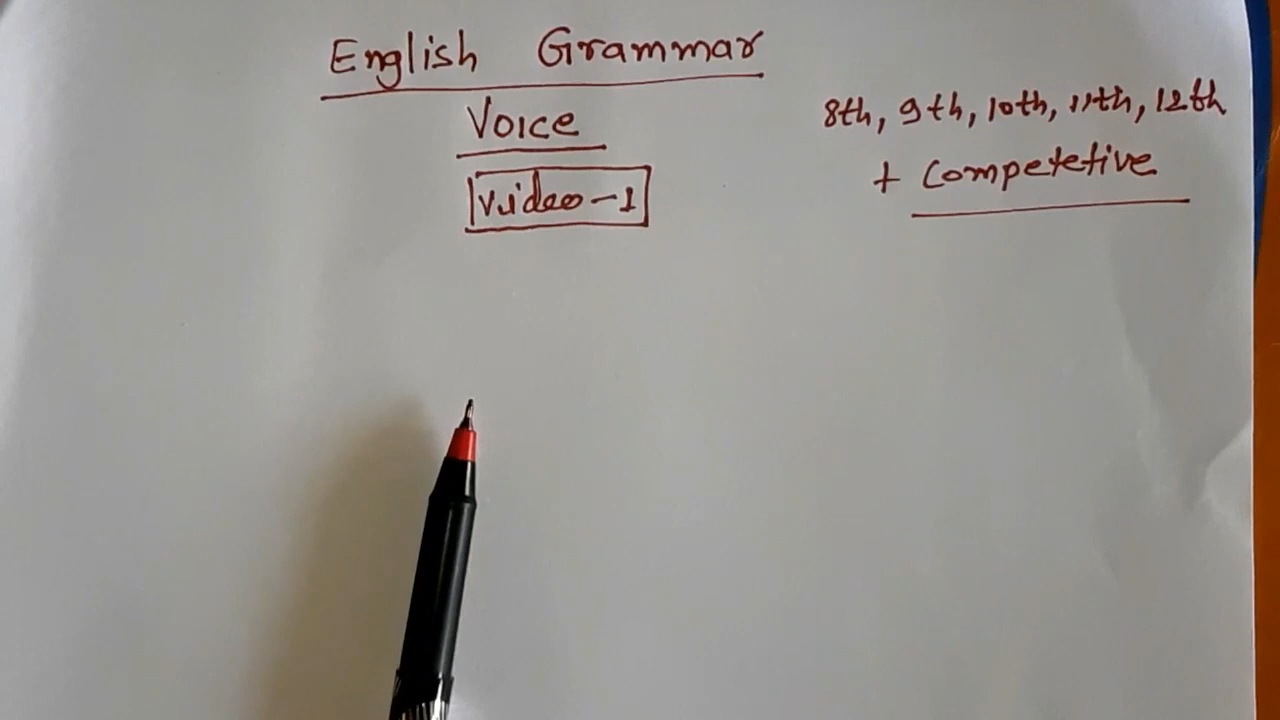 English Grammar
Voice
Video-1
8th, 9th, 10th, 11th, 12th
+ Competetive